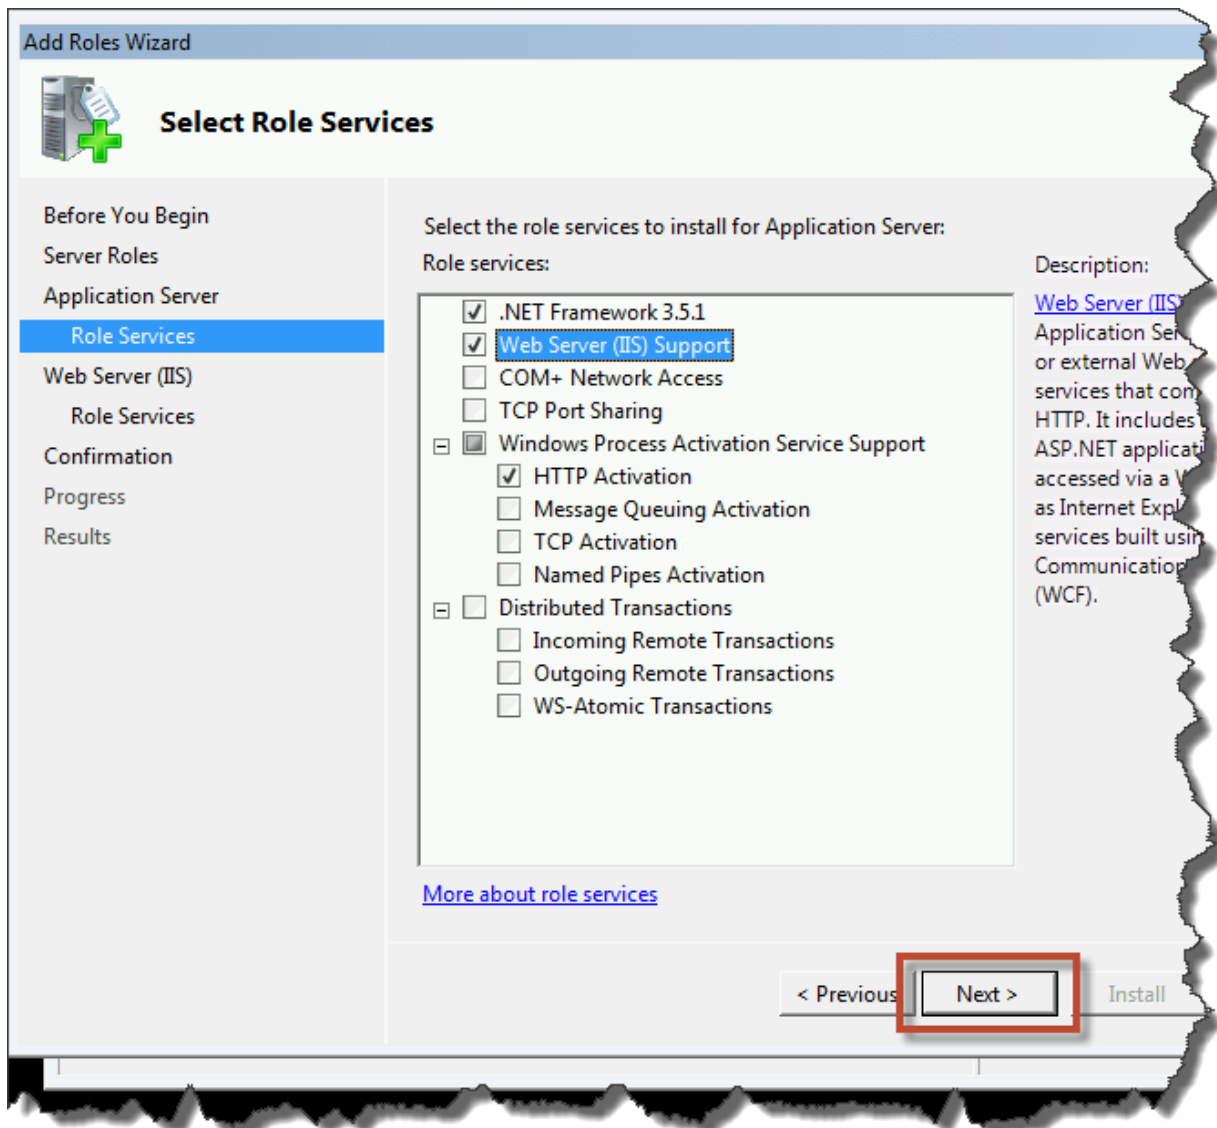 Add Roles Wizard
Select Role Services
Before You Begin
Server Roles
Application Server
Role Services
Web Server (IIS)
Role Services
Confirmation
Progress
Results
Select the role services to install for Application Server:
Role services:
.NET Framework 3.5.1
Web Server (IIS) Support
COM+ Network Access
TCP Port Sharing
Windows Process Activation Service Support
HTTP Activation
Message Queuing Activation
TCP Activation
Named Pipes Activation
Distributed Transactions
Incoming Remote Transactions
Outgoing Remote Transactions
WS-Atomic Transactions
More about role services
Description:
Web Server (IIS)
Application
or external Web
services that
HTTP. It includes
ASP.NET
accessed via a
as Internet
services built
(WCF).
< Previous
Next >
Install